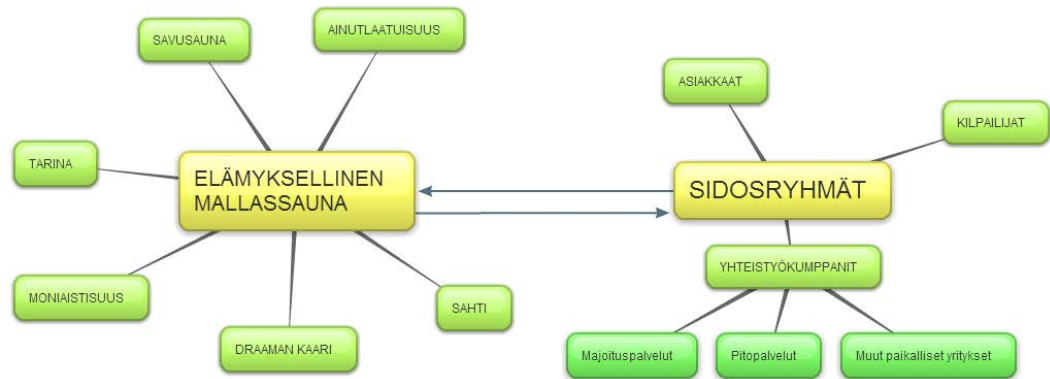 SAVUSAUNA
AINUTLAATUISUUS
TARINA
ELÄMYKSELLINEN
MALLASSAUNA
MONIAISTISUUS
DRAAMAN KAARI
SAHTI
ASIAKKAAT
KILPAILIJAT
SIDOSRYHMÄT
YHTEISTYÖKUMPPANIT
Majoituspalvelut
Pitopalvelut
Muut paikalliset yritykset